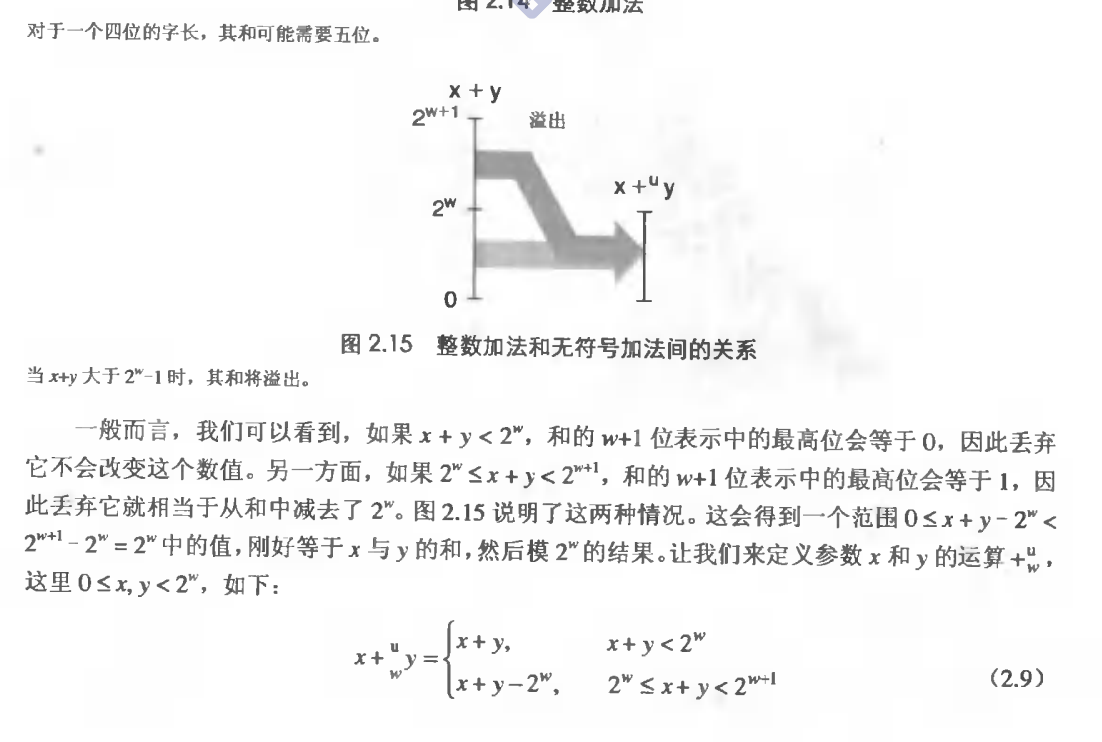 图 2.14 整数加法
对于一个四位的字长，其和可能需要五位。
x + y
2^{w+1}
溢出
x +^u y
2^w
0
图 2.15 整数加法和无符号加法间的关系
当 x+y 大于 2^w-1 时，其和将溢出。
一般而言，我们可以看到，如果 x + y < 2^w，和的 w+1 位表示中的最高位会等于 0，因此丢弃
它不会改变这个数值。另一方面，如果 2^w ≤ x + y < 2^{w+1}，和的 w+1 位表示中的最高位会等于 1，因
此丢弃它就相当于从和中减去了 2^w。图 2.15 说明了这两种情况。这会得到一个范围 0 ≤ x + y - 2^w <
2^{w+1} - 2^w = 2^w 中的值，刚好等于 x 与 y 的和，然后模 2^w 的结果。让我们来定义参数 x 和 y 的运算 +^u_w，
这里 0 ≤ x, y < 2^w，如下：
x +^u_w y = { x + y, x + y < 2^w
x + y - 2^w, 2^w ≤ x + y < 2^{w+1} （2.9）